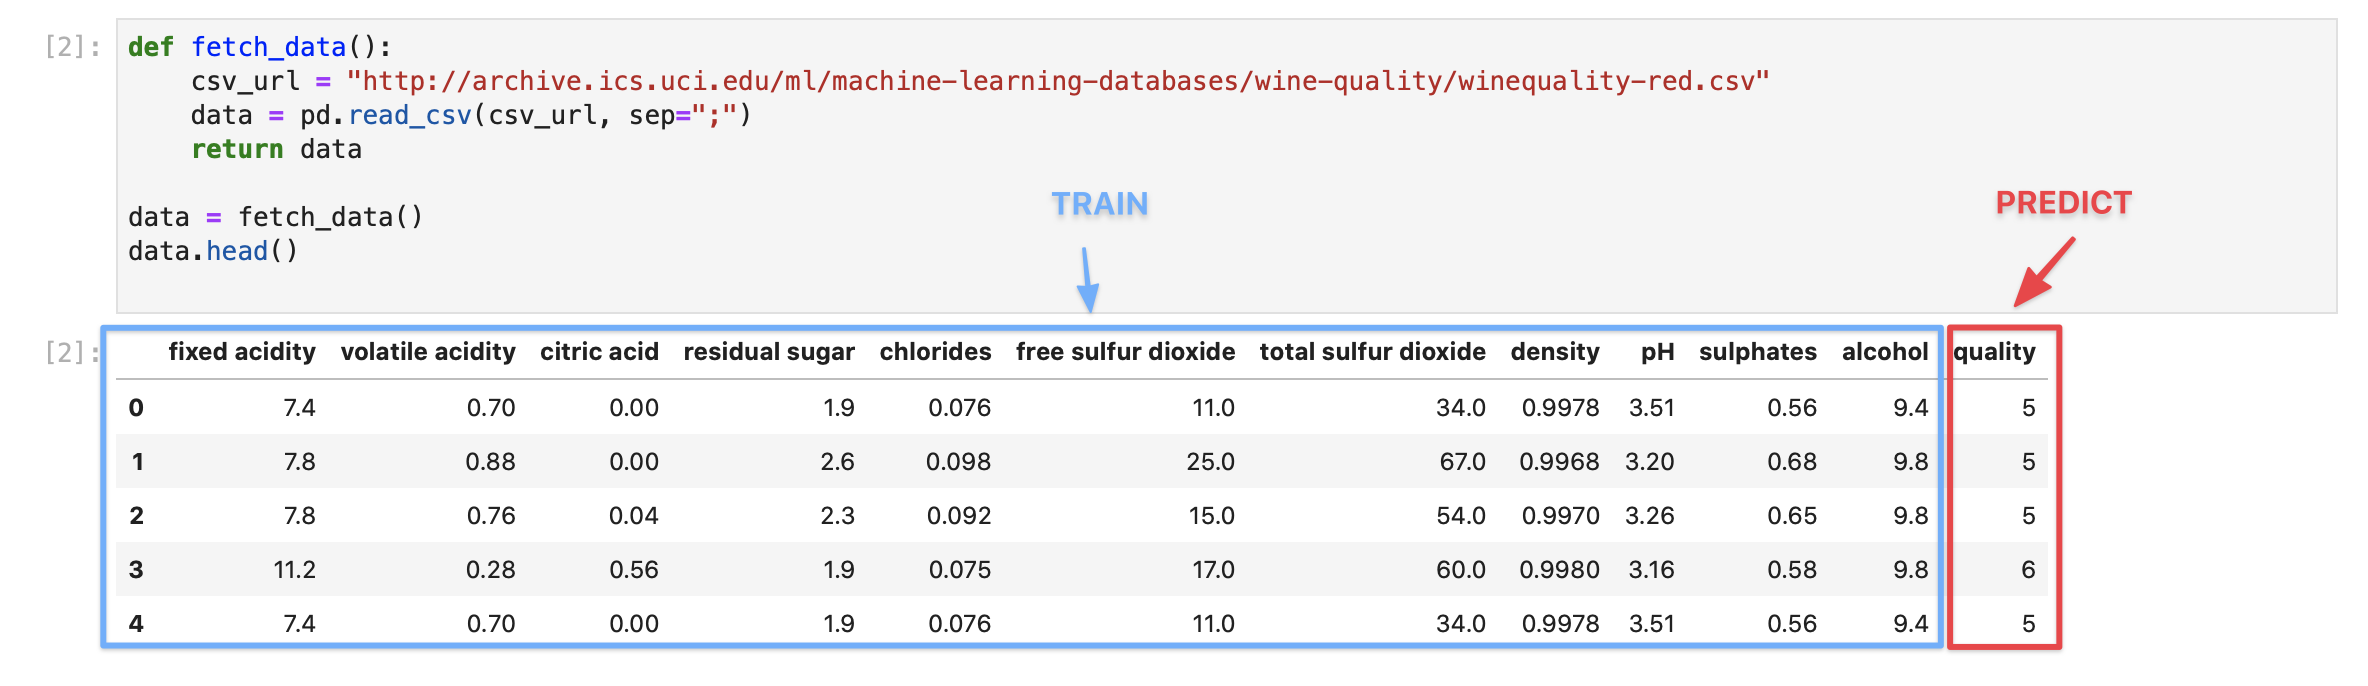 [2]: def fetch_data():
csv_url = "http://archive.ics.uci.edu/ml/machine-learning-databases/wine-quality/winequality-red.csv"
data = pd.read_csv(csv_url, sep=";")
return data
data = fetch_data()
data.head()
TRAIN
PREDICT
[2]: fixed acidity volatile acidity citric acid residual sugar chlorides free sulfur dioxide total sulfur dioxide density pH sulphates alcohol quality
0 7.4 0.70 0.00 1.9 0.076 11.0 34.0 0.9978 3.51 0.56 9.4 5
1 7.8 0.88 0.00 2.6 0.098 25.0 67.0 0.9968 3.20 0.68 9.8 5
2 7.8 0.76 0.04 2.3 0.092 15.0 54.0 0.9970 3.26 0.65 9.8 5
3 11.2 0.28 0.56 1.9 0.075 17.0 60.0 0.9980 3.16 0.58 9.8 6
4 7.4 0.70 0.00 1.9 0.076 11.0 34.0 0.9978 3.51 0.56 9.4 5